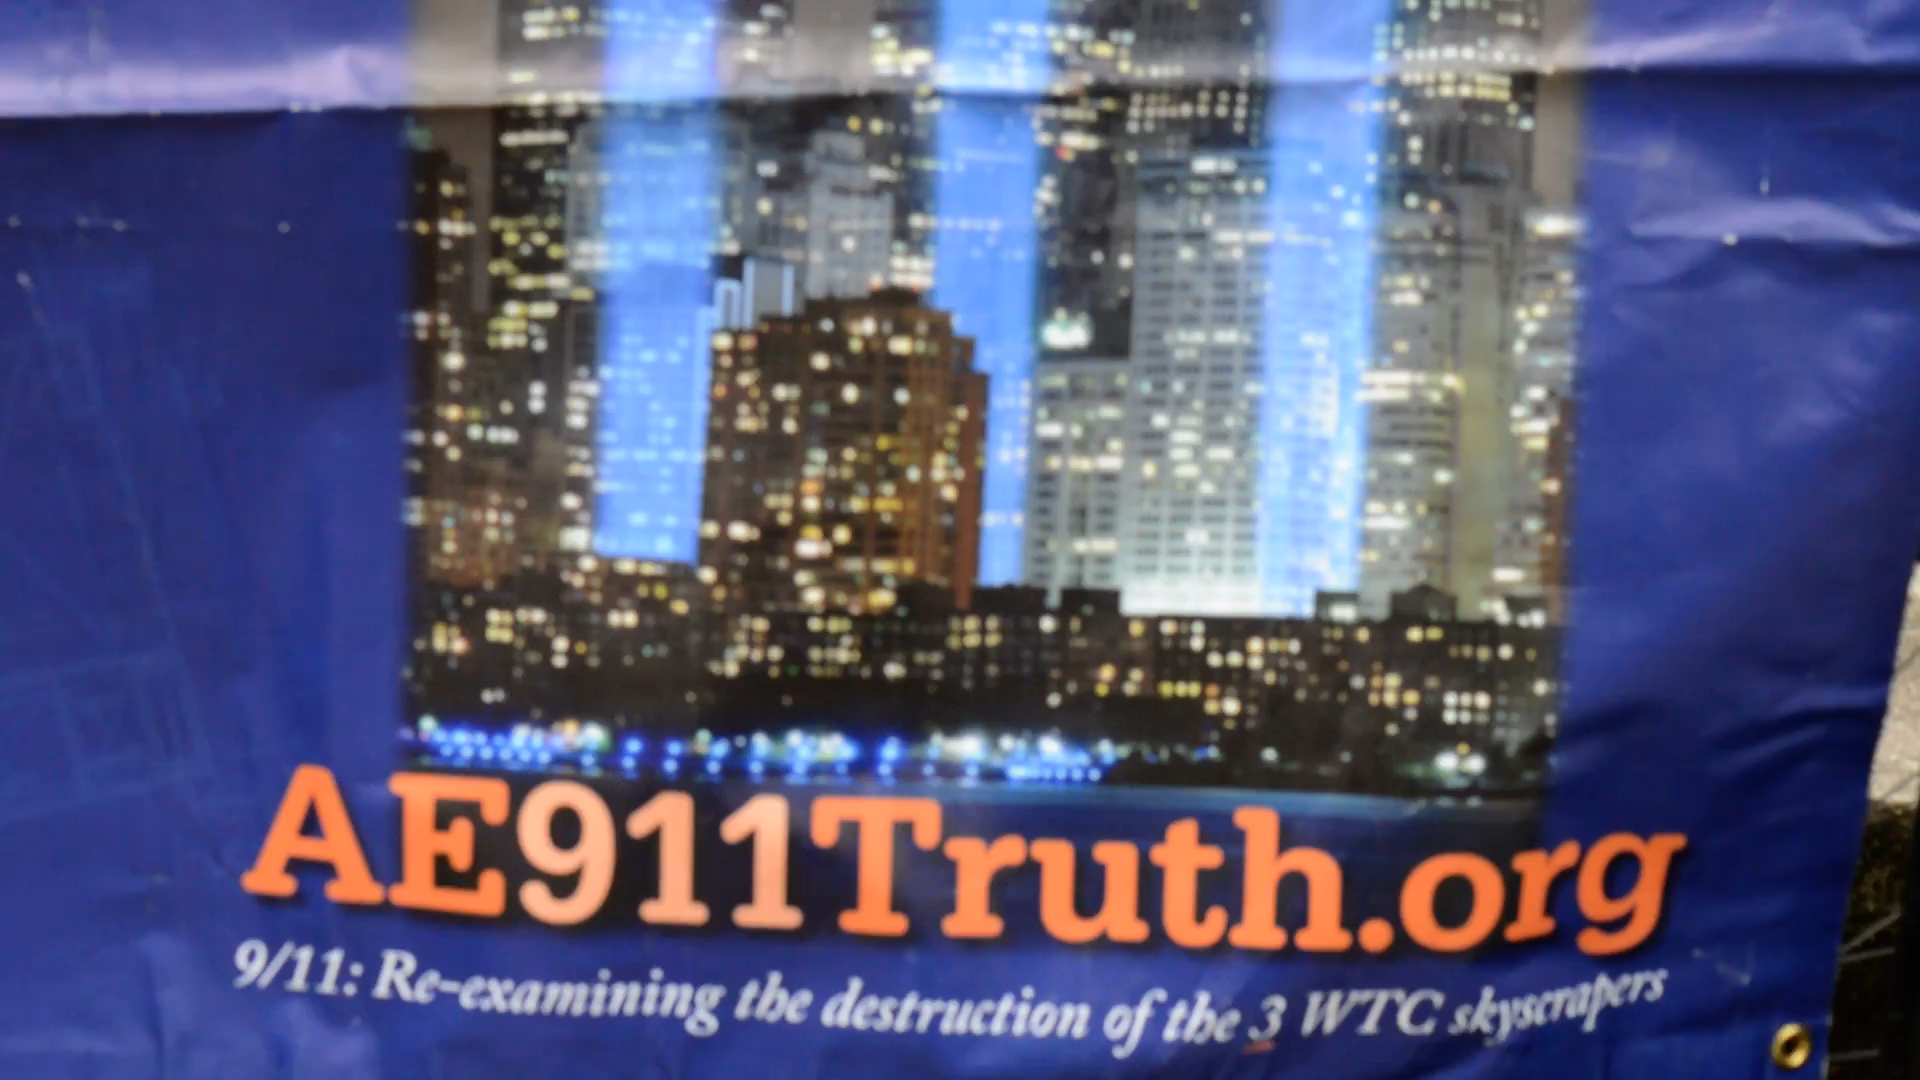 AE911Truth.org
9/11: Re-examining the destruction of the 3 WTC skyscrapers